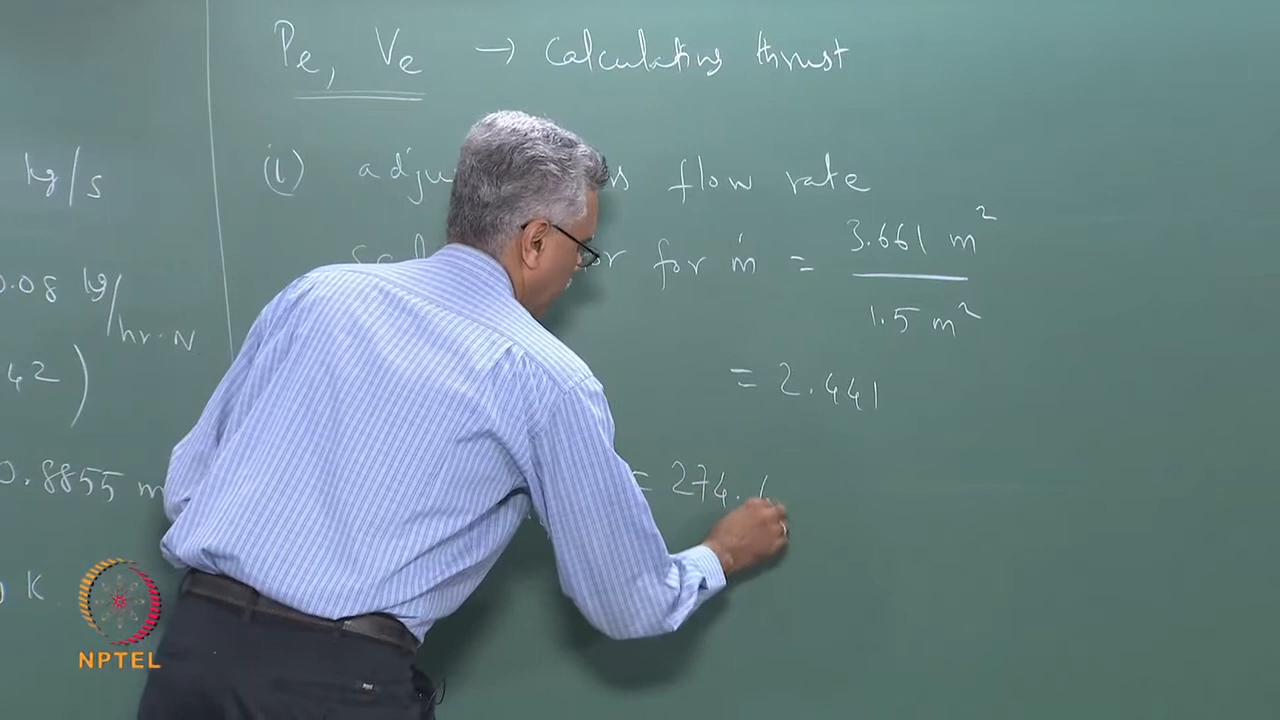 Pe, Ve → Calculating thrust
kg/s
(i) adju s flow rate
for ṁ = 3.661 m²
1.5 m²
0.08 kg/hr·N
= 2.441
42)
0.8855 m
= 274.
K
NPTEL